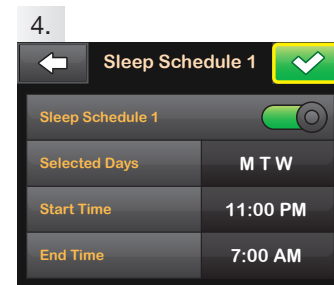 4.
Sleep Schedule 1
Sleep Schedule 1
Selected Days M T W
Start Time 11:00 PM
End Time 7:00 AM